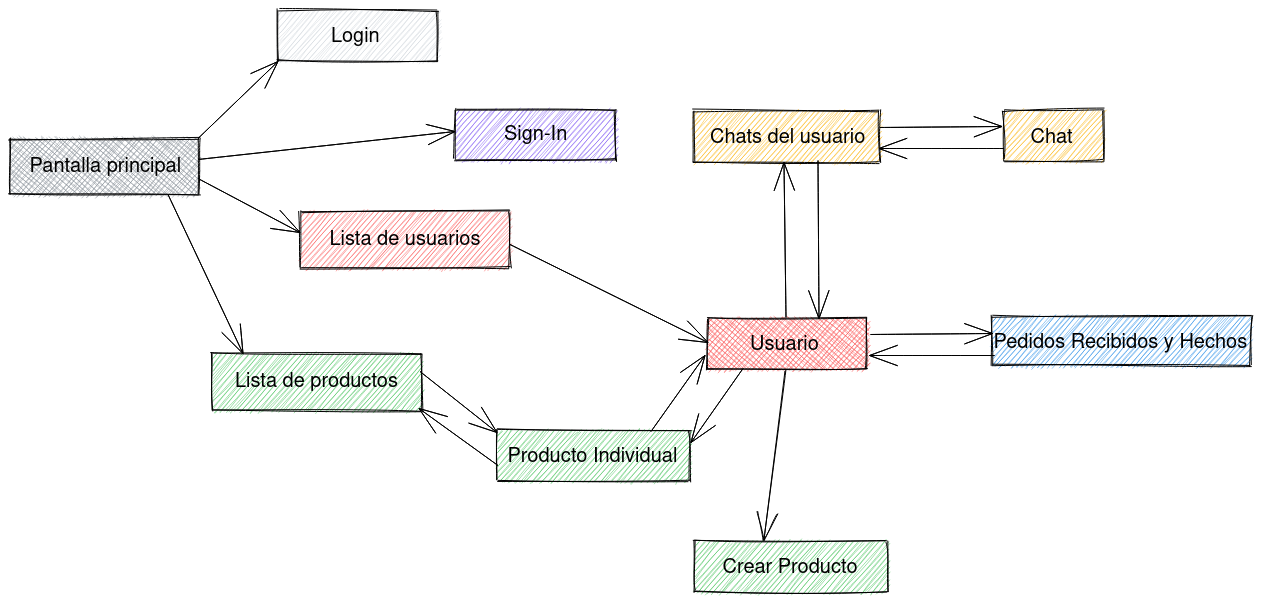 Login
Sign-In
Chats del usuario
Chat
Pantalla principal
Lista de usuarios
Usuario
Pedidos Recibidos y Hechos
Lista de productos
Producto Individual
Crear Producto